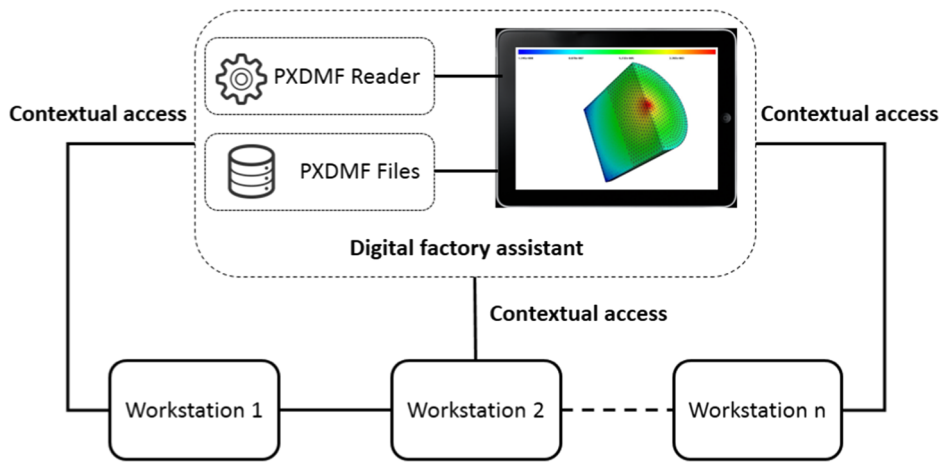 PXDMF Reader
Contextual access
Contextual access
PXDMF Files
Digital factory assistant
Contextual access
Workstation 1
Workstation 2
Workstation n